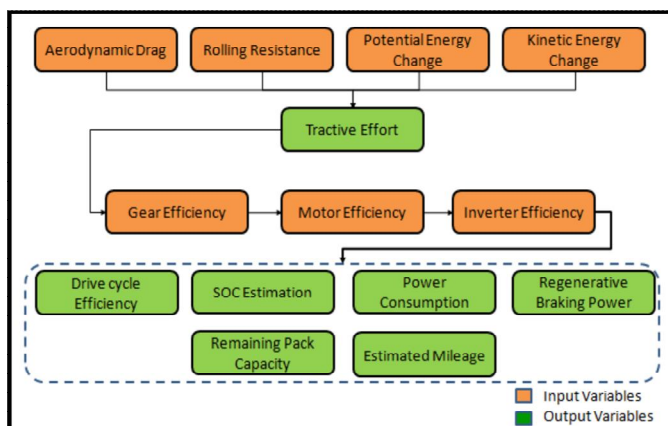 Aerodynamic Drag
Rolling Resistance
Potential Energy
Change
Kinetic Energy
Change
Tractive Effort
Gear Efficiency
Motor Efficiency
Inverter Efficiency
Drive cycle
Efficiency
SOC Estimation
Power
Consumption
Regenerative
Braking Power
Remaining Pack
Capacity
Estimated Mileage
Input Variables
Output Variables